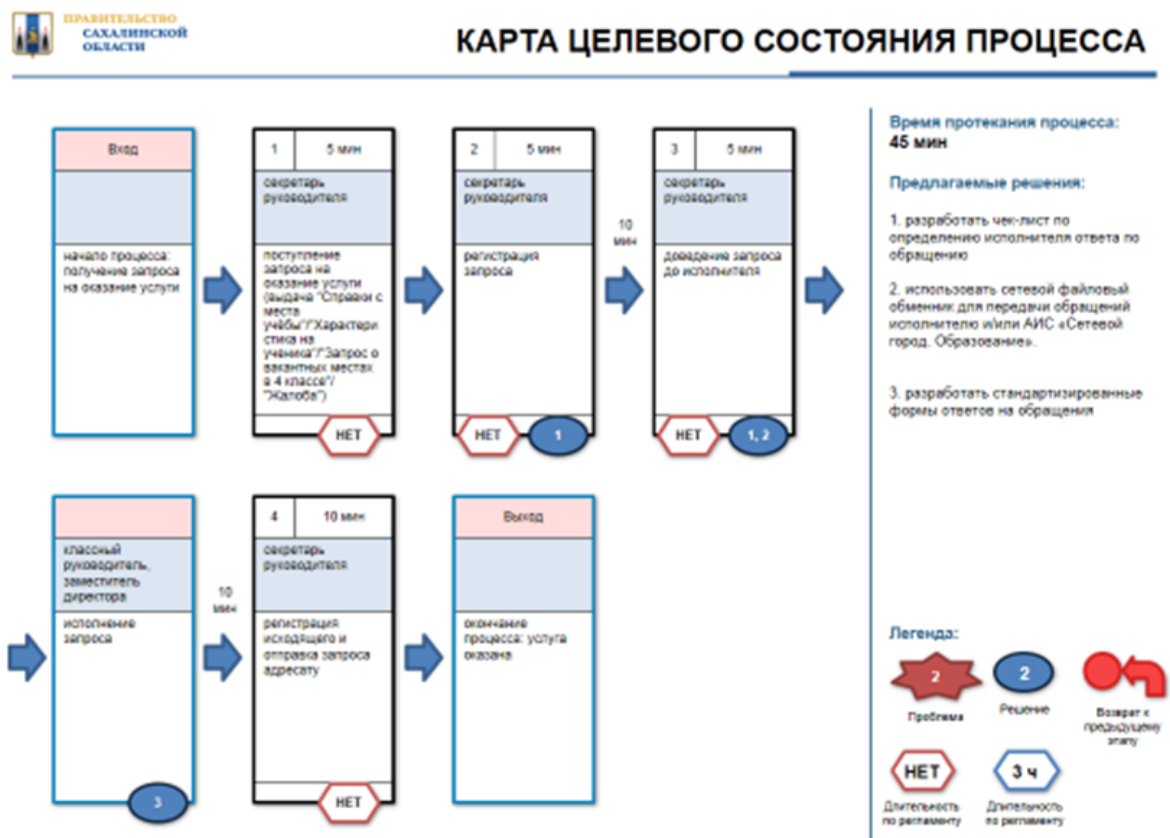 ПРАВИТЕЛЬСТВО
САХАЛИНСКОЙ
ОБЛАСТИ
КАРТА ЦЕЛЕВОГО СОСТОЯНИЯ ПРОЦЕССА
Вход
начало процесса:
получение запроса
на оказание услуги
1
5 мин
секретарь
руководителя
поступление
запроса на
оказание услуги
(выдача "Справки с
места
учёбы"/"Характери
стика на
ученика"/"Запрос о
вакантных местах
в 4 классе"/
"Жалоба")
НЕТ
2
5 мин
секретарь
руководителя
регистрация
запроса
НЕТ
1
10
мин
3
5 мин
секретарь
руководителя
доведение запроса
до исполнителя
НЕТ
1, 2
классный
руководитель,
заместитель
директора
исполнение
запроса
3
10
мин
4
10 мин
секретарь
руководителя
регистрация
исходящего и
отправка запроса
адресату
НЕТ
Выход
окончание
процесса: услуга
оказана
Время протекания процесса:
45 мин
Предлагаемые решения:
1. разработать чек-лист по
определению исполнителя ответа по
обращению
2. использовать сетевой файловый
обменник для передачи обращений
исполнителю и/или АИС «Сетевой
город. Образование».
3. разработать стандартизированные
формы ответов на обращения
Легенда:
2
Проблема
2
Решение
Возврат к
предыдущему
этапу
НЕТ
Длительность
по регламенту
3 ч
Длительность
по регламенту